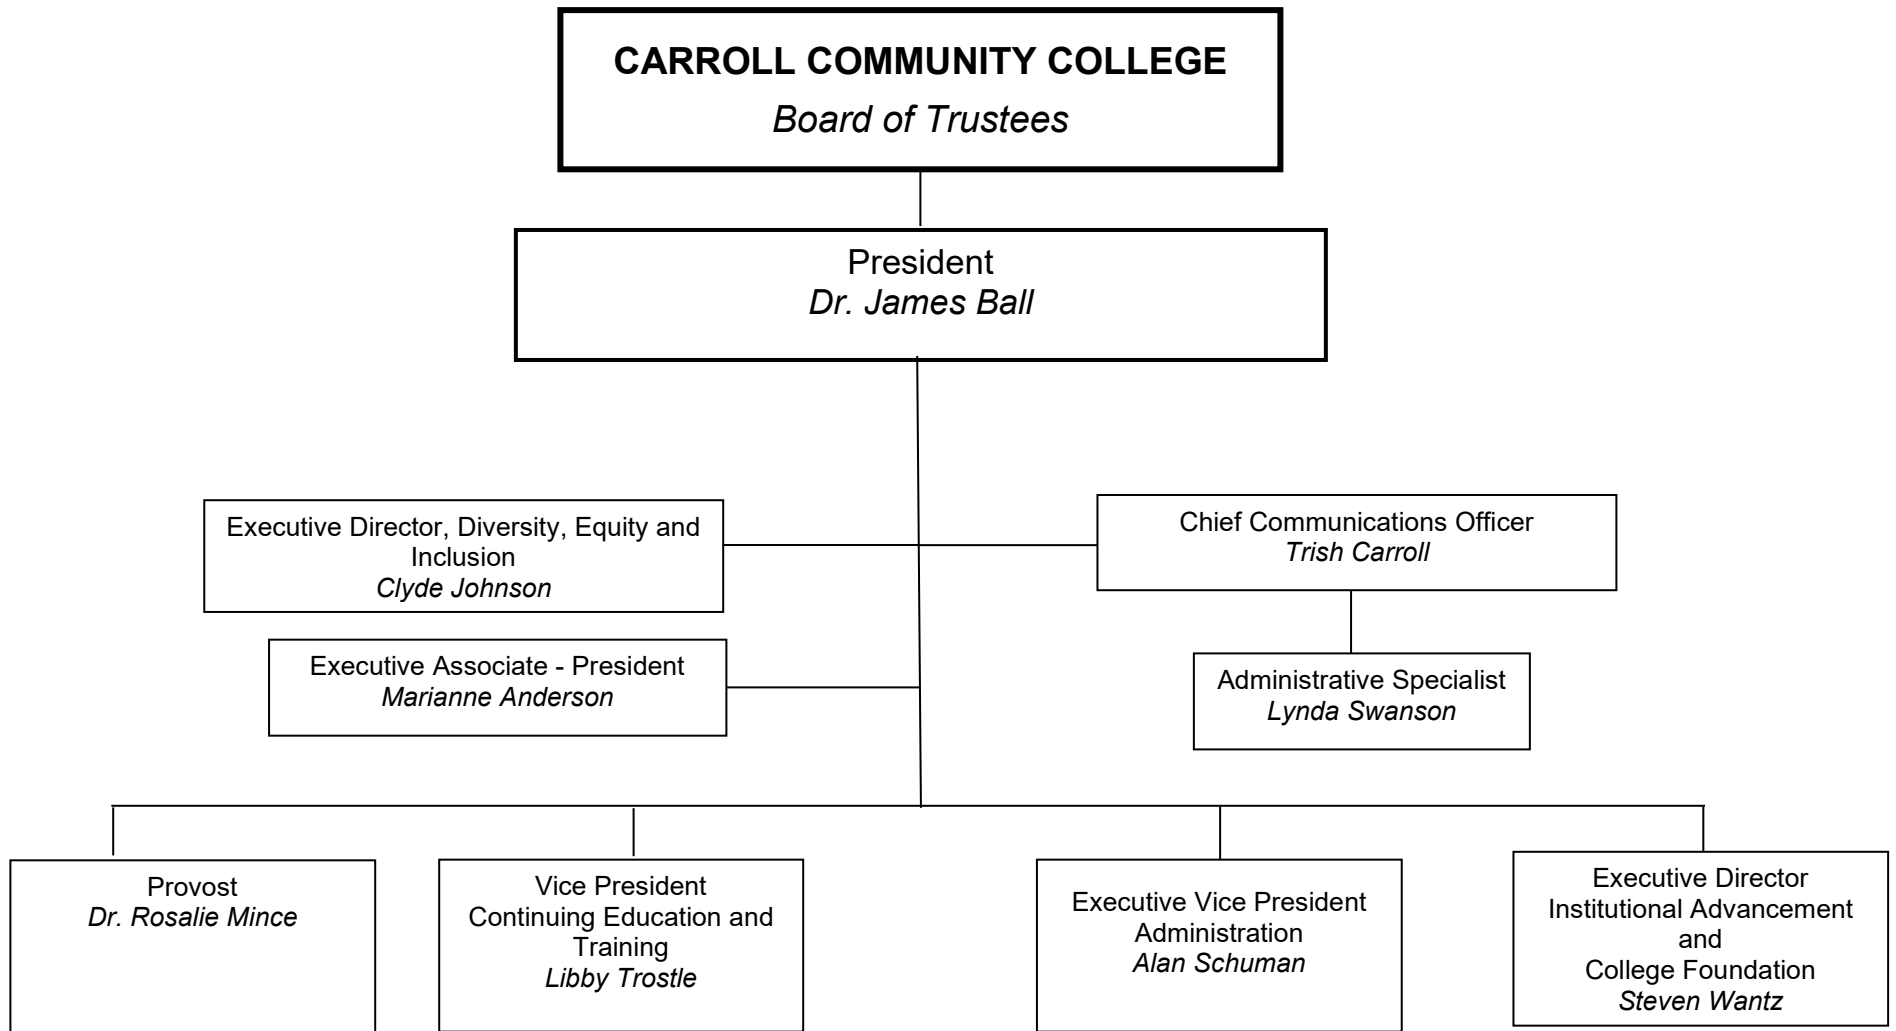 CARROLL COMMUNITY COLLEGE
Board of Trustees
President
Dr. James Ball
Executive Director, Diversity, Equity and
Inclusion
Clyde Johnson
Chief Communications Officer
Trish Carroll
Executive Associate - President
Marianne Anderson
Administrative Specialist
Lynda Swanson
Provost
Dr. Rosalie Mince
Vice President
Continuing Education and
Training
Libby Trostle
Executive Vice President
Administration
Alan Schuman
Executive Director
Institutional Advancement
and
College Foundation
Steven Wantz